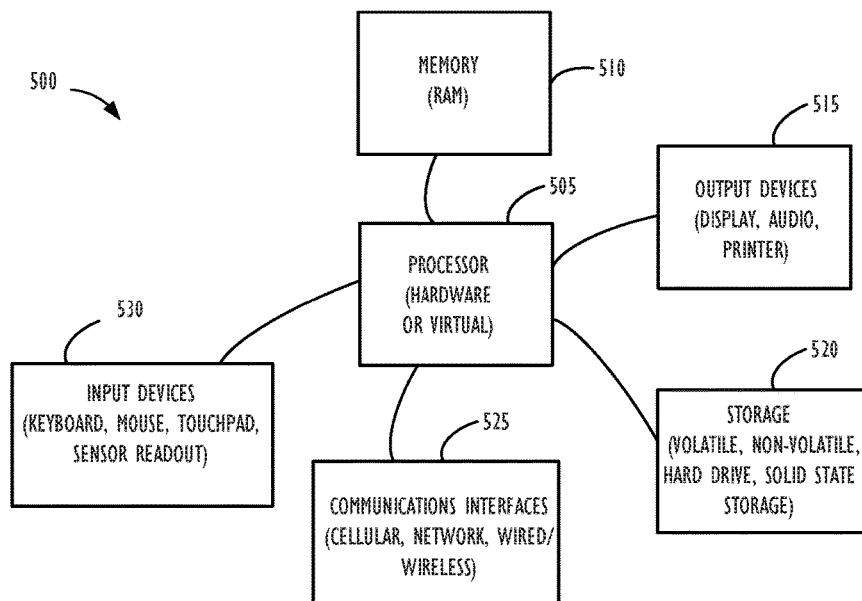 500
MEMORY
(RAM)
510
515
OUTPUT DEVICES
(DISPLAY, AUDIO,
PRINTER)
505
PROCESSOR
(HARDWARE
OR VIRTUAL)
530
INPUT DEVICES
(KEYBOARD, MOUSE, TOUCHPAD,
SENSOR READOUT)
525
COMMUNICATIONS INTERFACES
(CELLULAR, NETWORK, WIRED/
WIRELESS)
520
STORAGE
(VOLATILE, NON-VOLATILE,
HARD DRIVE, SOLID STATE
STORAGE)